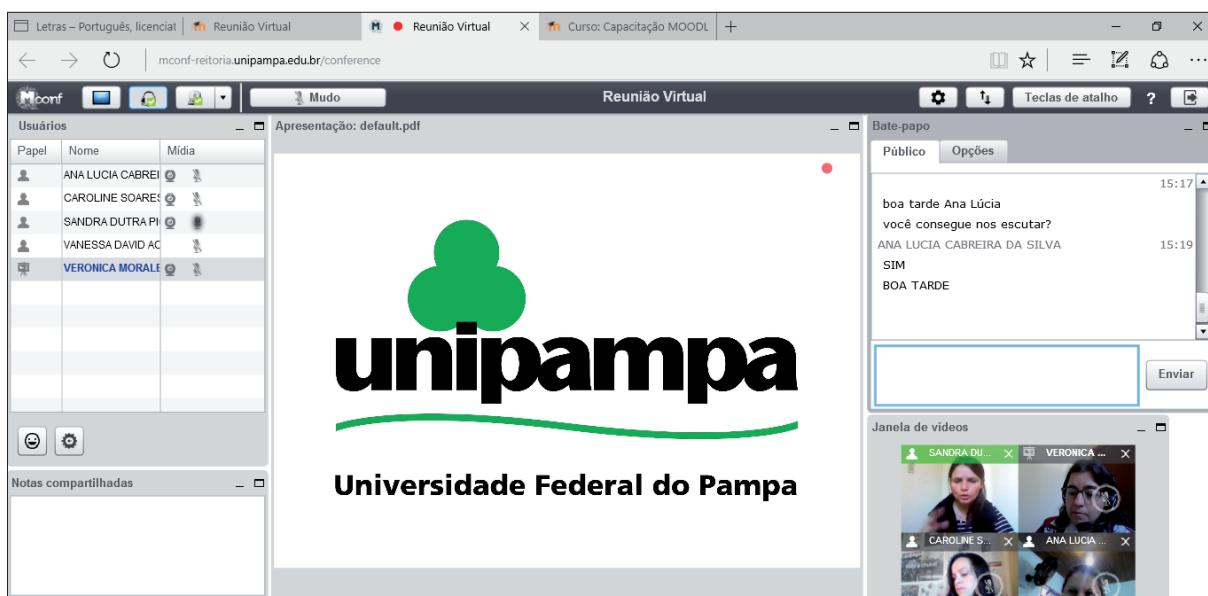 Letras – Português, licenciat
Reunião Virtual
Reunião Virtual
Curso: Capacitação MOODL
mconf-reitoria.unipampa.edu.br/conference
Mconf
Mudo
Reunião Virtual
Teclas de atalho
?
Usuários
Papel Nome Mídia
ANA LUCIA CABREI
CAROLINE SOARES
SANDRA DUTRA PI
VANESSA DAVID AC
VERONICA MORALE
Notas compartilhadas
Apresentação: default.pdf
unipampa
Universidade Federal do Pampa
Bate-papo
Público Opções
15:17
boa tarde Ana Lúcia
você consegue nos escutar?
ANA LUCIA CABREIRA DA SILVA 15:19
SIM
BOA TARDE
Enviar
Janela de vídeos
SANDRA DU... VERONICA ...
CAROLINE S... ANA LUCIA ...